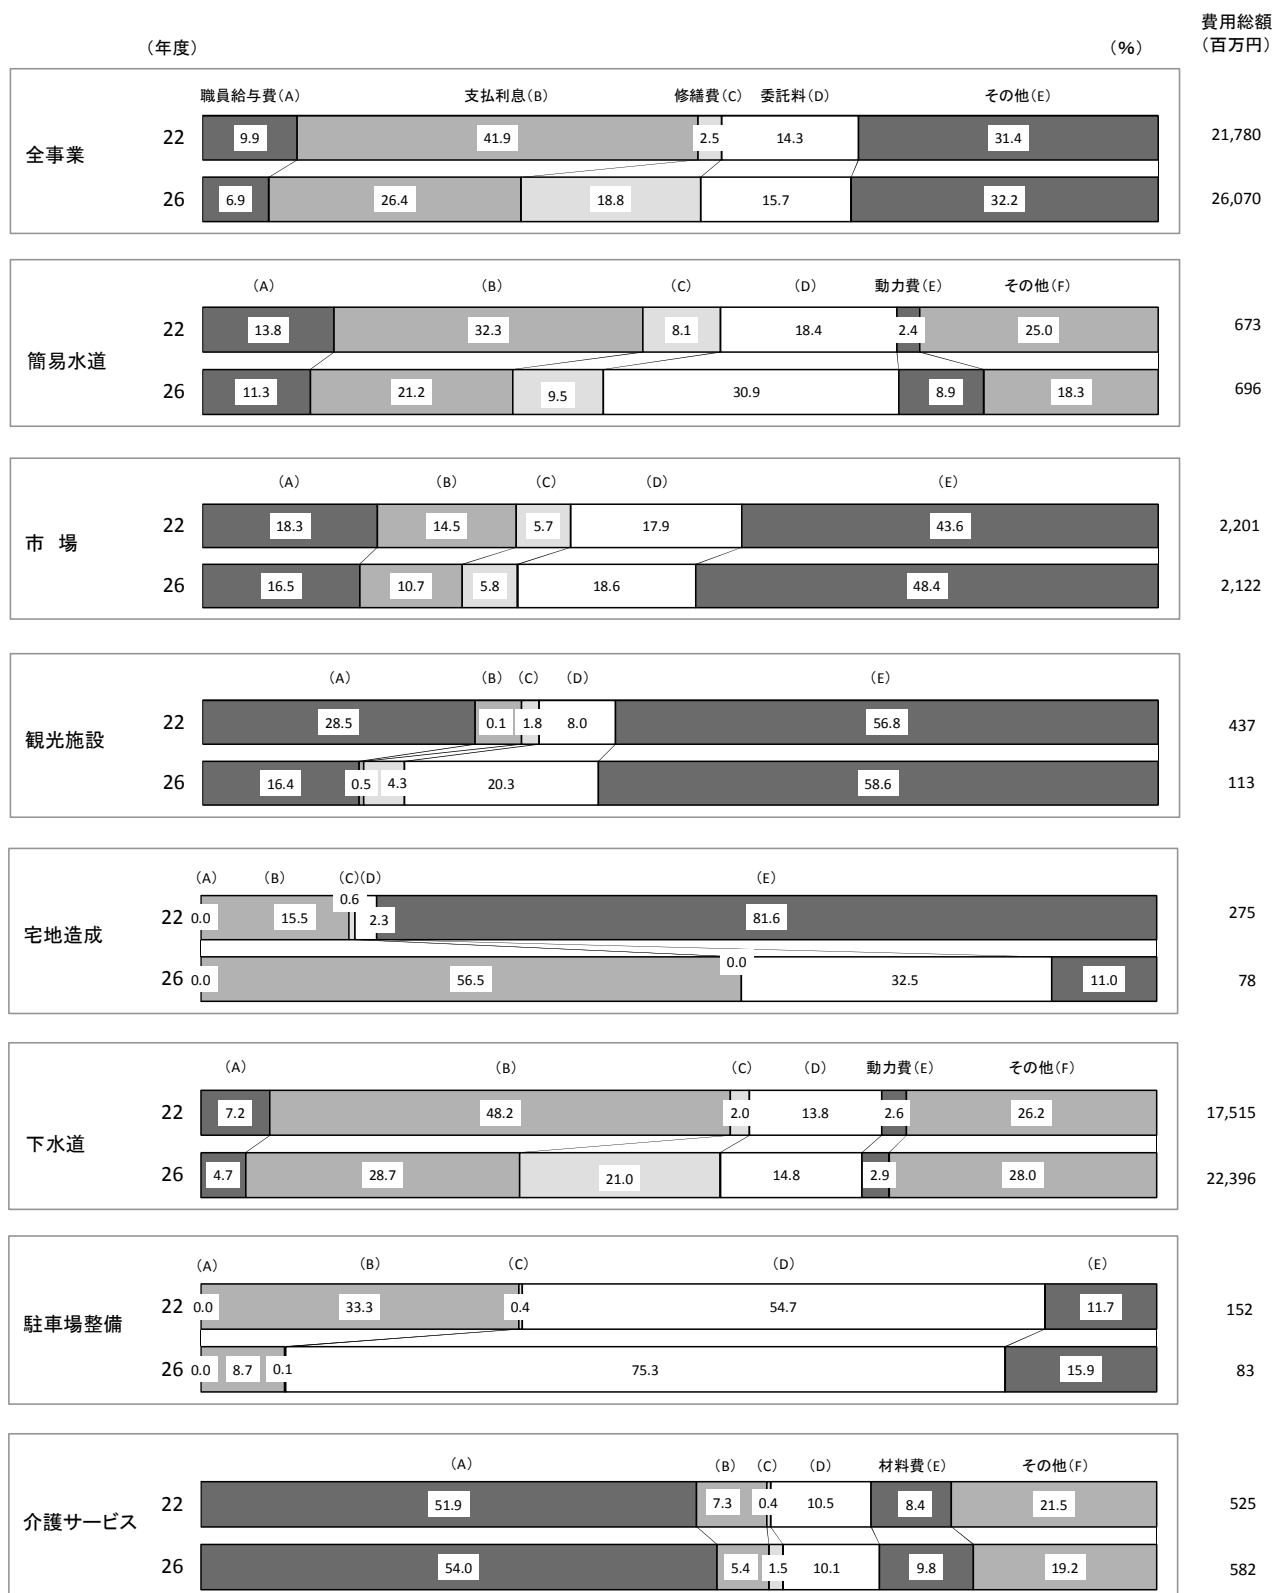 費用総額
（年度）　（％）　（百万円）
職員給与費（A）　支払利息（B）　修繕費（C）　委託料（D）　その他（E）
22　9.9　41.9　2.5　14.3　31.4　21,780
全事業
26　6.9　26.4　18.8　15.7　32.2　26,070
（A）　（B）　（C）　（D）　動力費（E）　その他（F）
22　13.8　32.3　8.1　18.4　2.4　25.0　673
簡易水道
26　11.3　21.2　9.5　30.9　8.9　18.3　696
（A）　（B）　（C）　（D）　（E）
22　18.3　14.5　5.7　17.9　43.6　2,201
市　場
26　16.5　10.7　5.8　18.6　48.4　2,122
（A）　（B）　（C）　（D）　（E）
22　28.5　0.1　1.8　8.0　56.8　437
観光施設
26　16.4　0.5　4.3　20.3　58.6　113
（A）　（B）　（C）（D）　（E）
22　0.0　15.5　0.6　2.3　81.6　275
宅地造成
26　0.0　56.5　0.0　32.5　11.0　78
（A）　（B）　（C）　（D）　動力費（E）　その他（F）
22　7.2　48.2　2.0　13.8　2.6　26.2　17,515
下水道
26　4.7　28.7　21.0　14.8　2.9　28.0　22,396
（A）　（B）　（C）　（D）　（E）
22　0.0　33.3　0.4　54.7　11.7　152
駐車場整備
26　0.0　8.7　0.1　75.3　15.9　83
（A）　（B）　（C）　（D）　材料費（E）　その他（F）
22　51.9　7.3　0.4　10.5　8.4　21.5　525
介護サービス
26　54.0　5.4　1.5　10.1　9.8　19.2　582